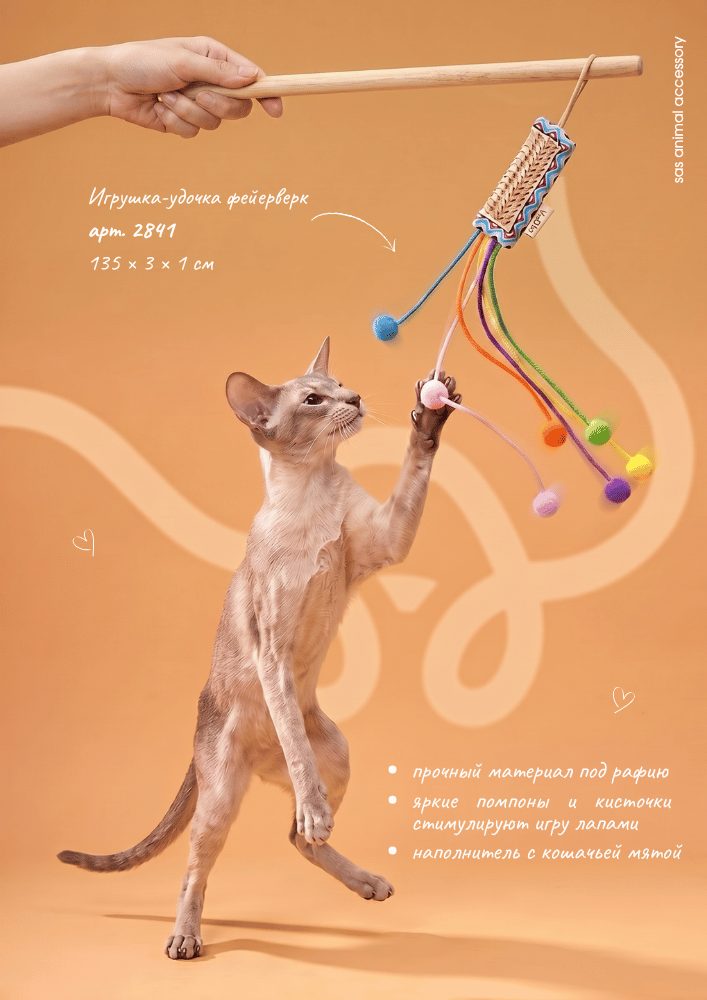 sas animal accessory
Игрушка-удочка фейерверк
арт. 2841
135 × 3 × 1 см
прочный материал под рафию
яркие помпоны и кисточки
стимулируют игру лапами
наполнитель с кошачьей мятой